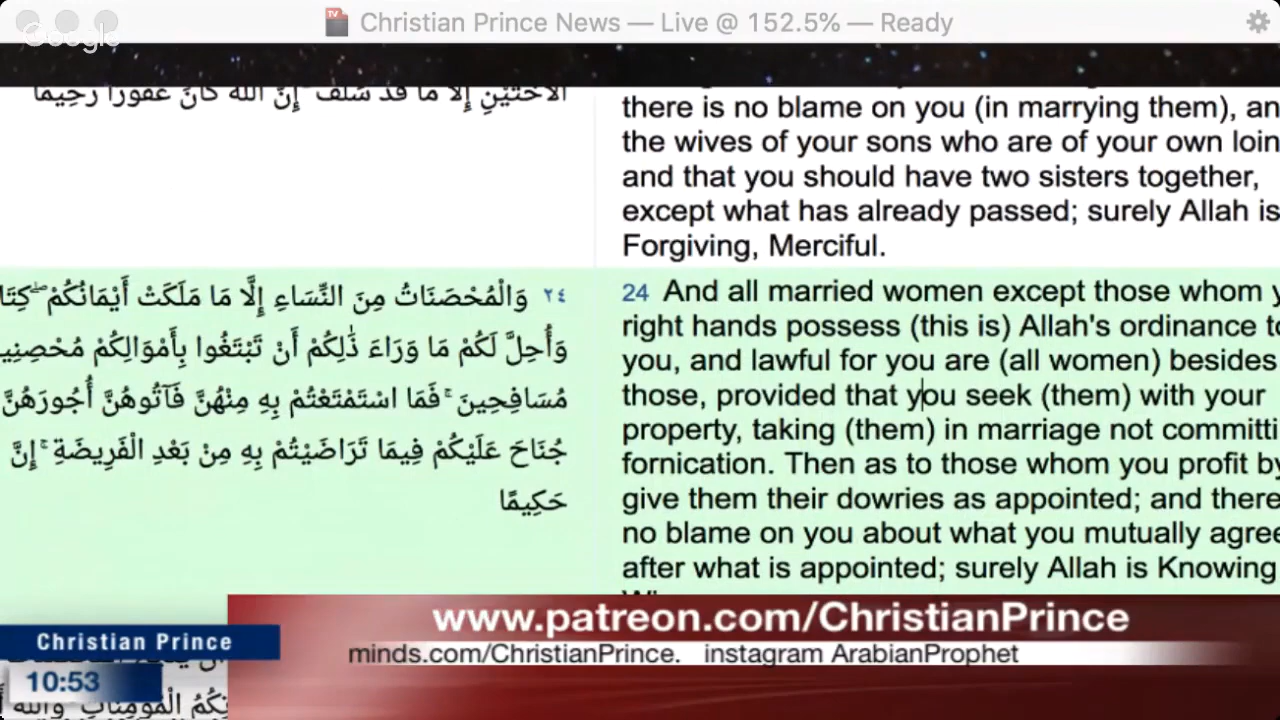 TV
Christian Prince News — Live @ 152.5% — Ready
Google
الأختين إلا ما قد سلف إن الله كان غفورا رحيما
there is no blame on you (in marrying them), an
the wives of your sons who are of your own loin
and that you should have two sisters together,
except what has already passed; surely Allah is
Forgiving, Merciful.
٢٤ وَالْمُحْصَنَاتُ مِنَ النِّسَاءِ إِلَّا مَا مَلَكَتْ أَيْمَانُكُمْ ۖ كِتَا
وَأُحِلَّ لَكُمْ مَا وَرَاءَ ذَٰلِكُمْ أَنْ تَبْتَغُوا بِأَمْوَالِكُمْ مُحْصِنِي
مُسَافِحِينَ ۚ فَمَا اسْتَمْتَعْتُمْ بِهِ مِنْهُنَّ فَآتُوهُنَّ أُجُورَهُنَّ
جُنَاحَ عَلَيْكُمْ فِيمَا تَرَاضَيْتُمْ بِهِ مِنْ بَعْدِ الْفَرِيضَةِ ۚ إِنَّ
حَكِيمًا
24 And all married women except those whom y
right hands possess (this is) Allah's ordinance to
you, and lawful for you are (all women) besides
those, provided that you seek (them) with your
property, taking (them) in marriage not committi
fornication. Then as to those whom you profit by
give them their dowries as appointed; and there
no blame on you about what you mutually agree
after what is appointed; surely Allah is Knowing
www.patreon.com/ChristianPrince
Christian Prince
minds.com/ChristianPrince. instagram ArabianProphet
10:53
نِكُمُ الْمُؤْمِنَاتِ وَاللَّهُ أَ